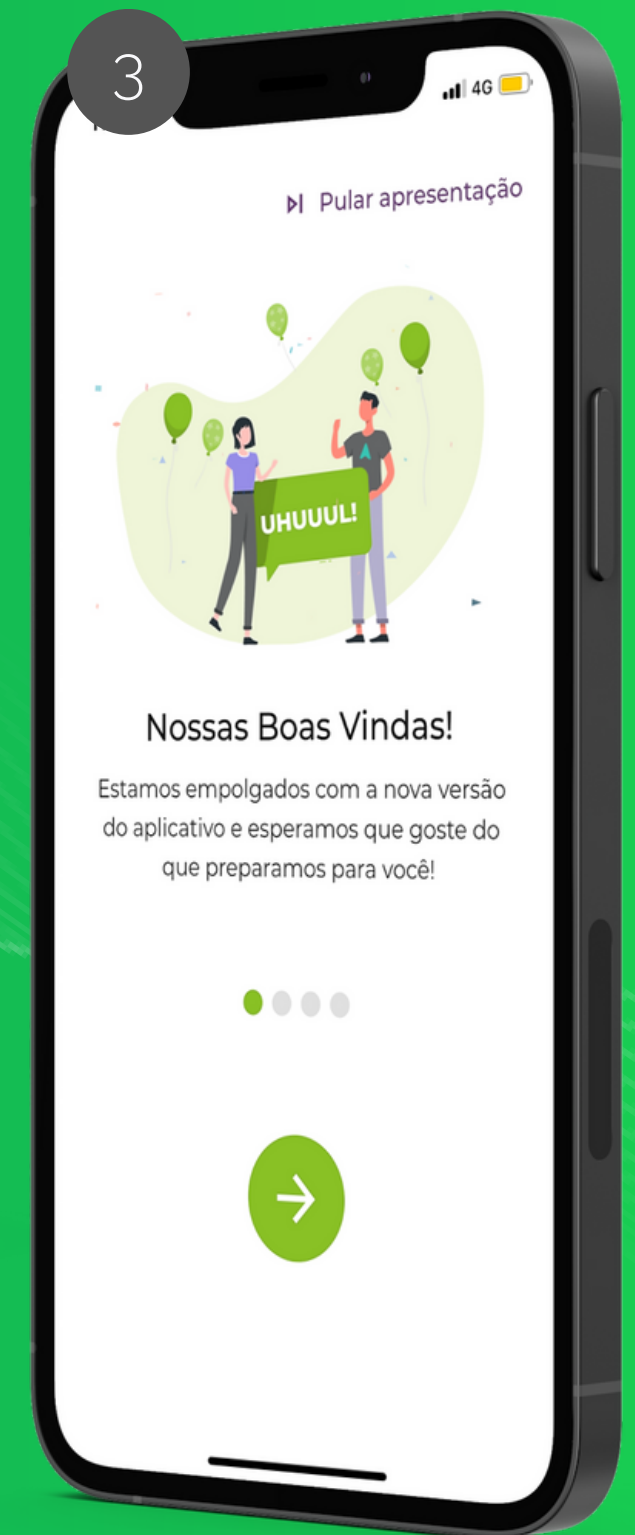 3
4G
Pular apresentação
UHUUUL!
Nossas Boas Vindas!
Estamos empolgados com a nova versão
do aplicativo e esperamos que goste do
que preparamos para você!